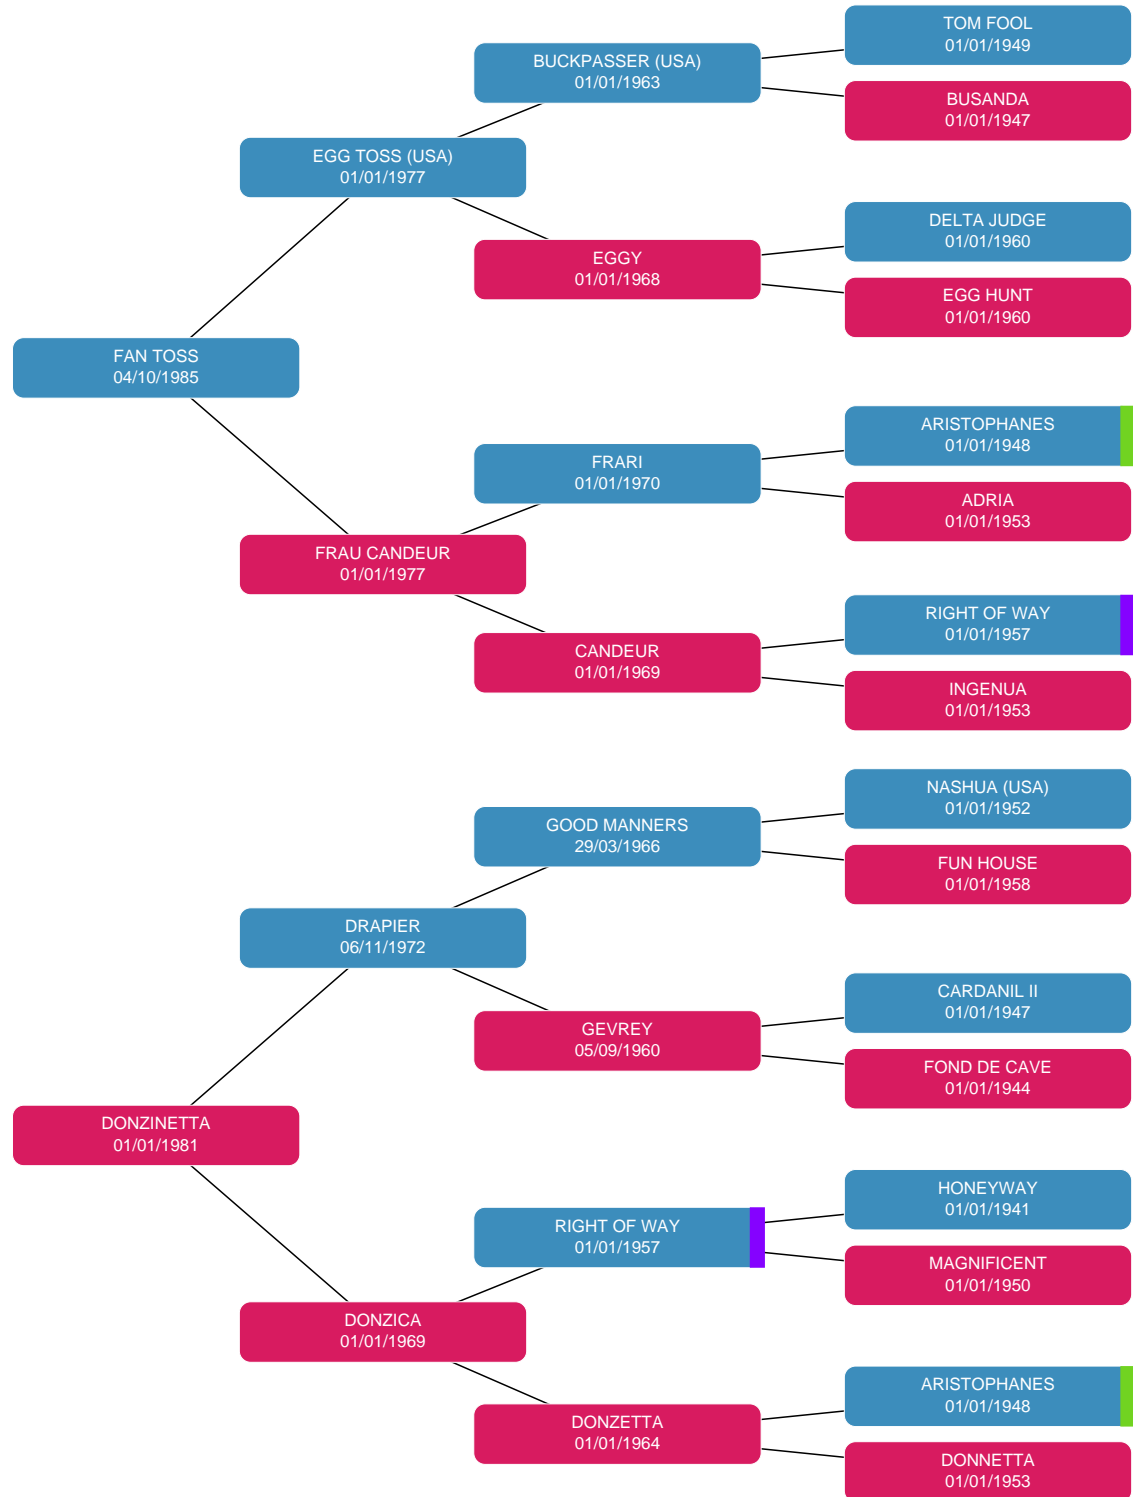 TOM FOOL
01/01/1949
BUCKPASSER (USA)
01/01/1963
BUSANDA
01/01/1947
EGG TOSS (USA)
01/01/1977
DELTA JUDGE
01/01/1960
EGGY
01/01/1968
EGG HUNT
01/01/1960
FAN TOSS
04/10/1985
ARISTOPHANES
01/01/1948
FRARI
01/01/1970
ADRIA
01/01/1953
FRAU CANDEUR
01/01/1977
RIGHT OF WAY
01/01/1957
CANDEUR
01/01/1969
INGENUA
01/01/1953
NASHUA (USA)
01/01/1952
GOOD MANNERS
29/03/1966
FUN HOUSE
01/01/1958
DRAPIER
06/11/1972
CARDANIL II
01/01/1947
GEVREY
05/09/1960
FOND DE CAVE
01/01/1944
DONZINETTA
01/01/1981
HONEYWAY
01/01/1941
RIGHT OF WAY
01/01/1957
MAGNIFICENT
01/01/1950
DONZICA
01/01/1969
ARISTOPHANES
01/01/1948
DONZETTA
01/01/1964
DONNETTA
01/01/1953